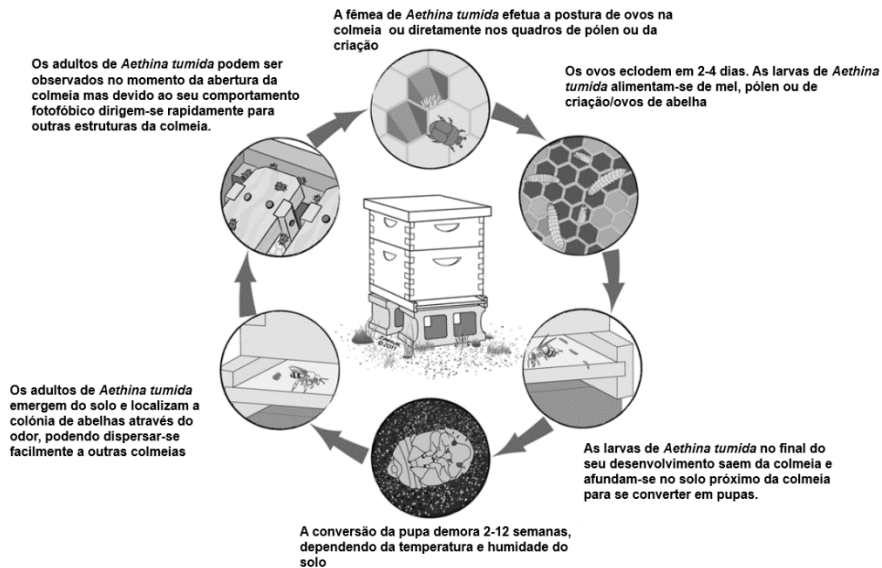 A fêmea de Aethina tumida efetua a postura de ovos na
colmeia ou diretamente nos quadros de pólen ou da
criação
Os ovos eclodem em 2-4 dias. As larvas de Aethina
tumida alimentam-se de mel, pólen ou de
criação/ovos de abelha
As larvas de Aethina tumida no final do
seu desenvolvimento saem da colmeia e
afundam-se no solo próximo da colmeia
para se converter em pupas.
A conversão da pupa demora 2-12 semanas,
dependendo da temperatura e humidade do
solo
Os adultos de Aethina tumida
emergem do solo e localizam a
colónia de abelhas através do
odor, podendo dispersar-se
facilmente a outras colmeias
Os adultos de Aethina tumida podem ser
observados no momento da abertura da
colmeia mas devido ao seu comportamento
fotofóbico dirigem-se rapidamente para
outras estruturas da colmeia.
©2011